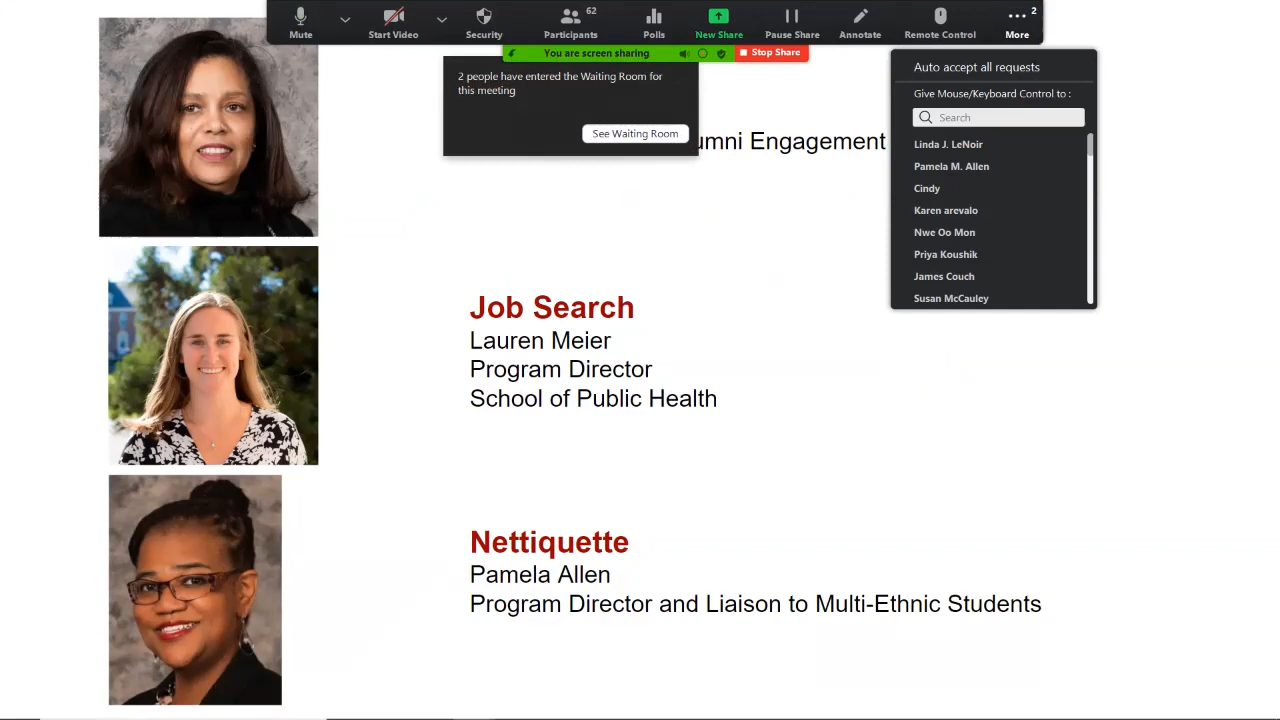 Mute
Start Video
Security
62
Participants
Polls
New Share
Pause Share
Annotate
Remote Control
2
More
You are screen sharing
Stop Share
2 people have entered the Waiting Room for
this meeting
See Waiting Room
Engagement
Auto accept all requests
Give Mouse/Keyboard Control to :
Search
Linda J. LeNoir
Pamela M. Allen
Cindy
Karen arevalo
Nwe Oo Mon
Priya Koushik
James Couch
Susan McCauley
Job Search
Lauren Meier
Program Director
School of Public Health
Nettiquette
Pamela Allen
Program Director and Liaison to Multi-Ethnic Students